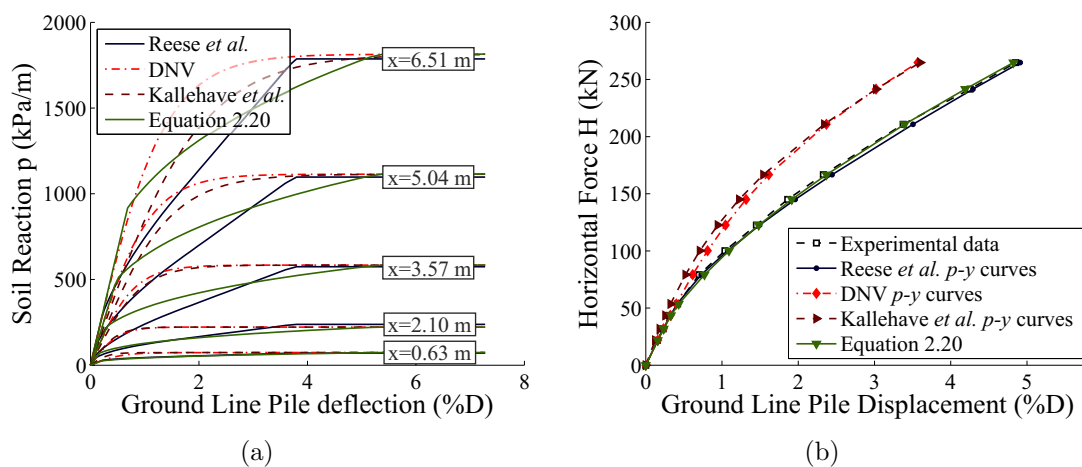 2000
1500
1000
500
0
Soil Reaction p (kPa/m)
Reese et al.
DNV
Kallehave et al.
Equation 2.20
x=6.51 m
x=5.04 m
x=3.57 m
x=2.10 m
x=0.63 m
0 2 4 6 8
Ground Line Pile deflection (%D)
(a)
300
250
200
150
100
50
0
Horizontal Force H (kN)
Experimental data
Reese et al. p-y curves
DNV p-y curves
Kallehave et al. p-y curves
Equation 2.20
0 1 2 3 4 5
Ground Line Pile Displacement (%D)
(b)